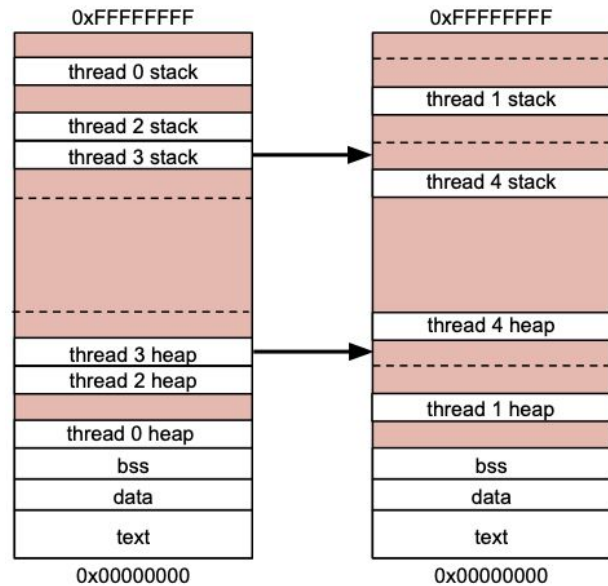 0xFFFFFFFF
thread 0 stack
thread 2 stack
thread 3 stack
thread 3 heap
thread 2 heap
thread 0 heap
bss
data
text
0x00000000
0xFFFFFFFF
thread 1 stack
thread 4 stack
thread 4 heap
thread 1 heap
bss
data
text
0x00000000